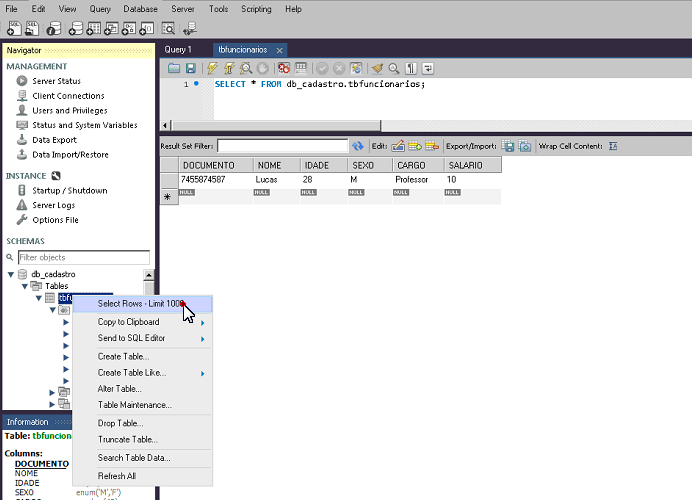 File Edit View Query Database Server Tools Scripting Help
Navigator
MANAGEMENT
Server Status
Client Connections
Users and Privileges
Status and System Variables
Data Export
Data Import/Restore
INSTANCE
Startup / Shutdown
Server Logs
Options File
SCHEMAS
Filter objects
db_cadastro
Tables
Query 1 tbfuncionarios
1 SELECT * FROM db_cadastro.tbfuncionarios;
Result Set Filter: Edit: Export/Import: Wrap Cell Content:
DOCUMENTO NOME IDADE SEXO CARGO SALARIO
7455874587 Lucas 28 M Professor 10
NULL NULL NULL NULL NULL NULL
Select Rows - Limit 1000
Copy to Clipboard
Send to SQL Editor
Create Table...
Create Table Like...
Alter Table...
Table Maintenance...
Drop Table...
Truncate Table...
Search Table Data...
Refresh All
Information
Table:
Columns:
DOCUMENTO
NOME
IDADE
SEXO enum('M','F')